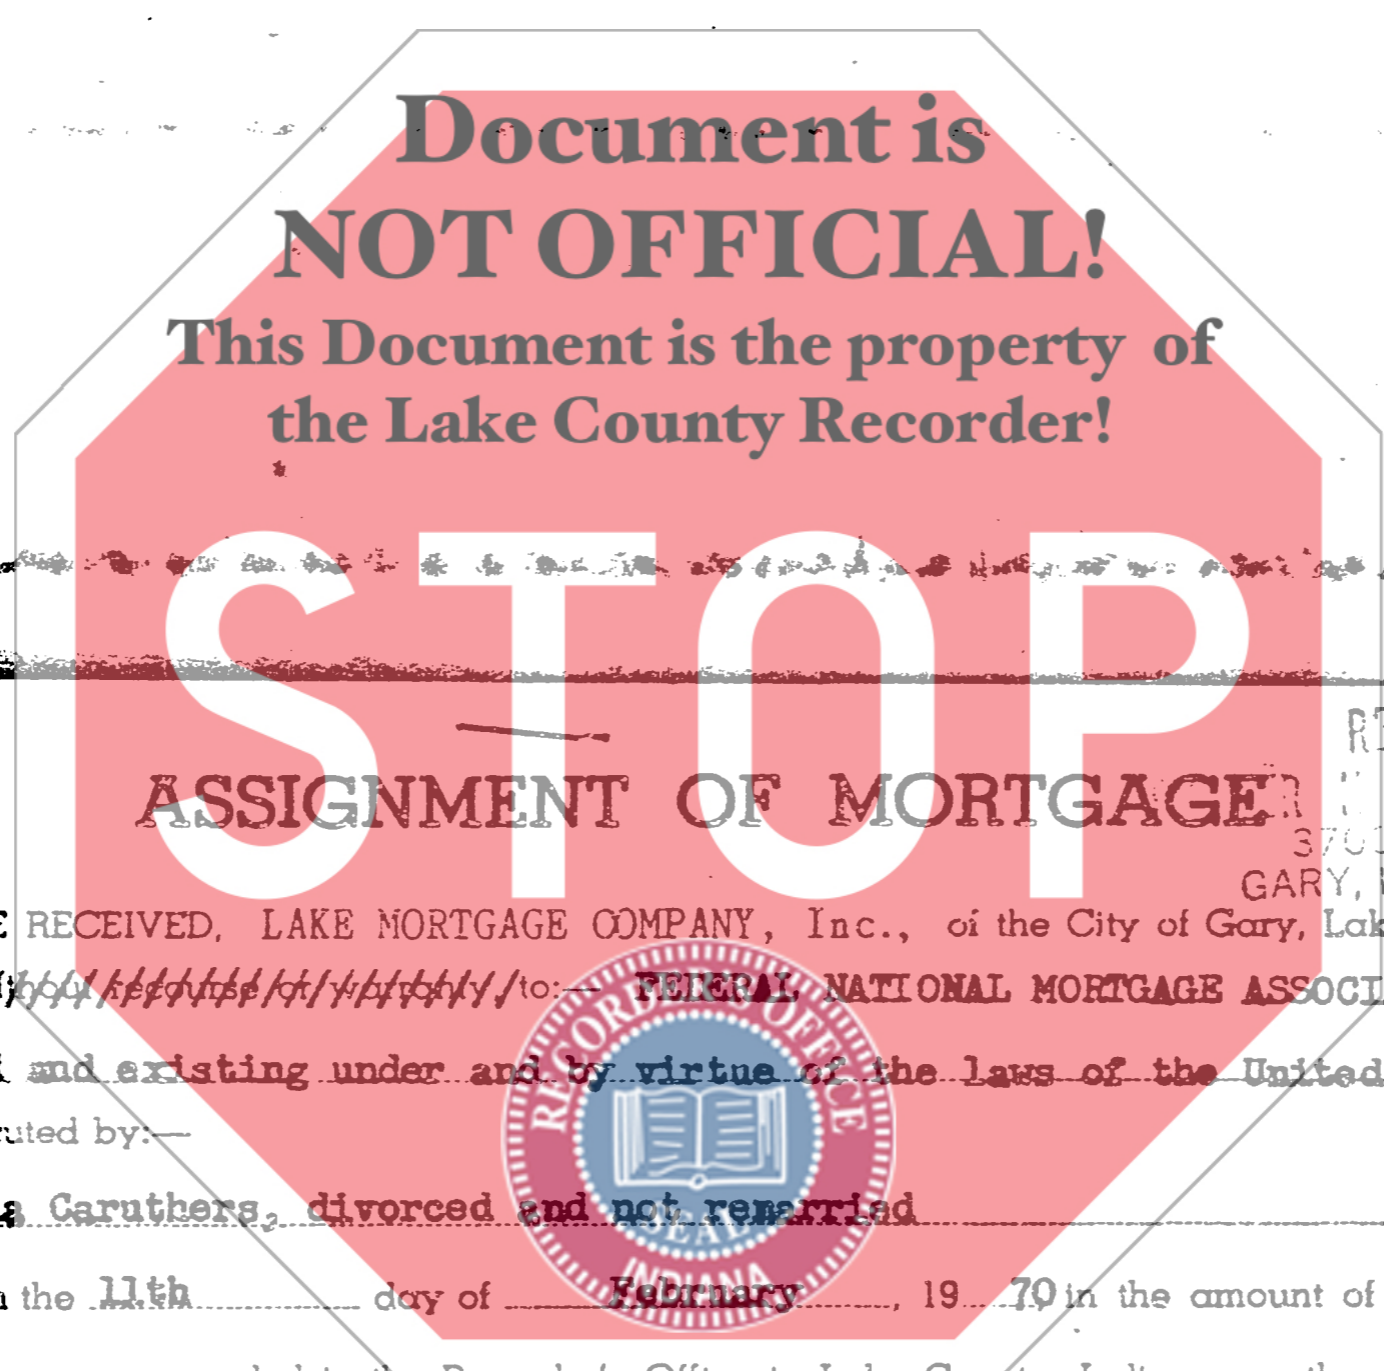 Document is
NOT OFFICIAL!
This Document is the property of
the Lake County Recorder!
STOP
ASSIGNMENT OF MORTGAGE
GARY,
RECEIVED, LAKE MORTGAGE COMPANY, Inc., of the City of Gary, Lak
to:— FEDERAL NATIONAL MORTGAGE ASSOCI
and existing under and by virtue of the laws of the United
uted by:—
a Caruthers, divorced and not remarried
the 11th day of February, 19 70 in the amount of
RECORDER'S OFFICE
SEAL
INDIANA